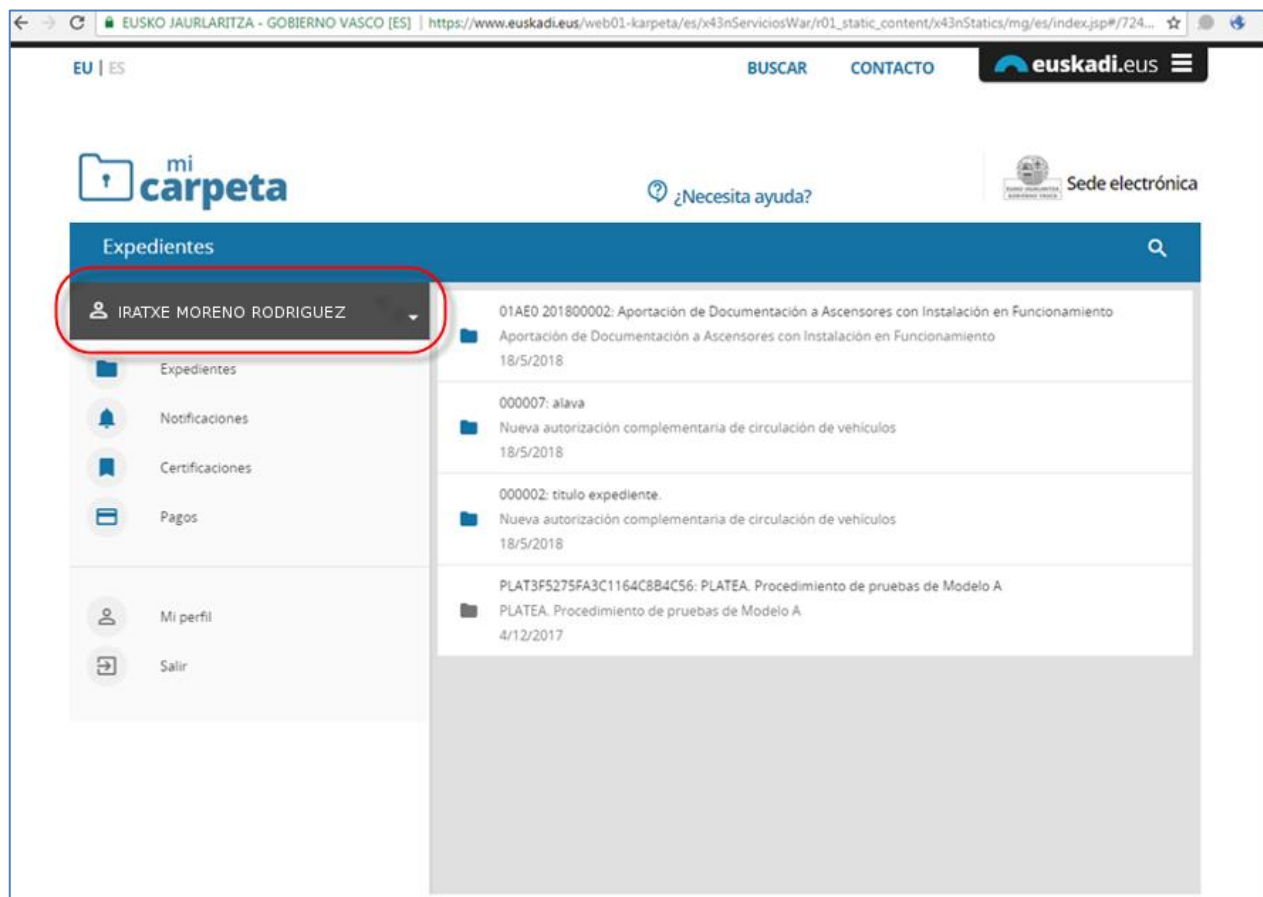 EUSKO JAURLARITZA - GOBIERNO VASCO [ES] | https://www.euskadi.eus/web01-karpeta/es/x43nServiciosWar/r01_static_content/x43nStatics/mg/es/index.jsp#/724...
EU | ES
BUSCAR
CONTACTO
euskadi.eus
mi
carpeta
¿Necesita ayuda?
EUSKO JAURLARITZA
GOBIERNO VASCO
Sede electrónica
Expedientes
IRATXE MORENO RODRIGUEZ
Expedientes
Notificaciones
Certificaciones
Pagos
Mi perfil
Salir
01AE0 201800002: Aportación de Documentación a Ascensores con Instalación en Funcionamiento
Aportación de Documentación a Ascensores con Instalación en Funcionamiento
18/5/2018
000007: alava
Nueva autorización complementaria de circulación de vehículos
18/5/2018
000002: titulo expediente.
Nueva autorización complementaria de circulación de vehículos
18/5/2018
PLAT3F5275FA3C1164C8B4C56: PLATEA. Procedimiento de pruebas de Modelo A
PLATEA. Procedimiento de pruebas de Modelo A
4/12/2017